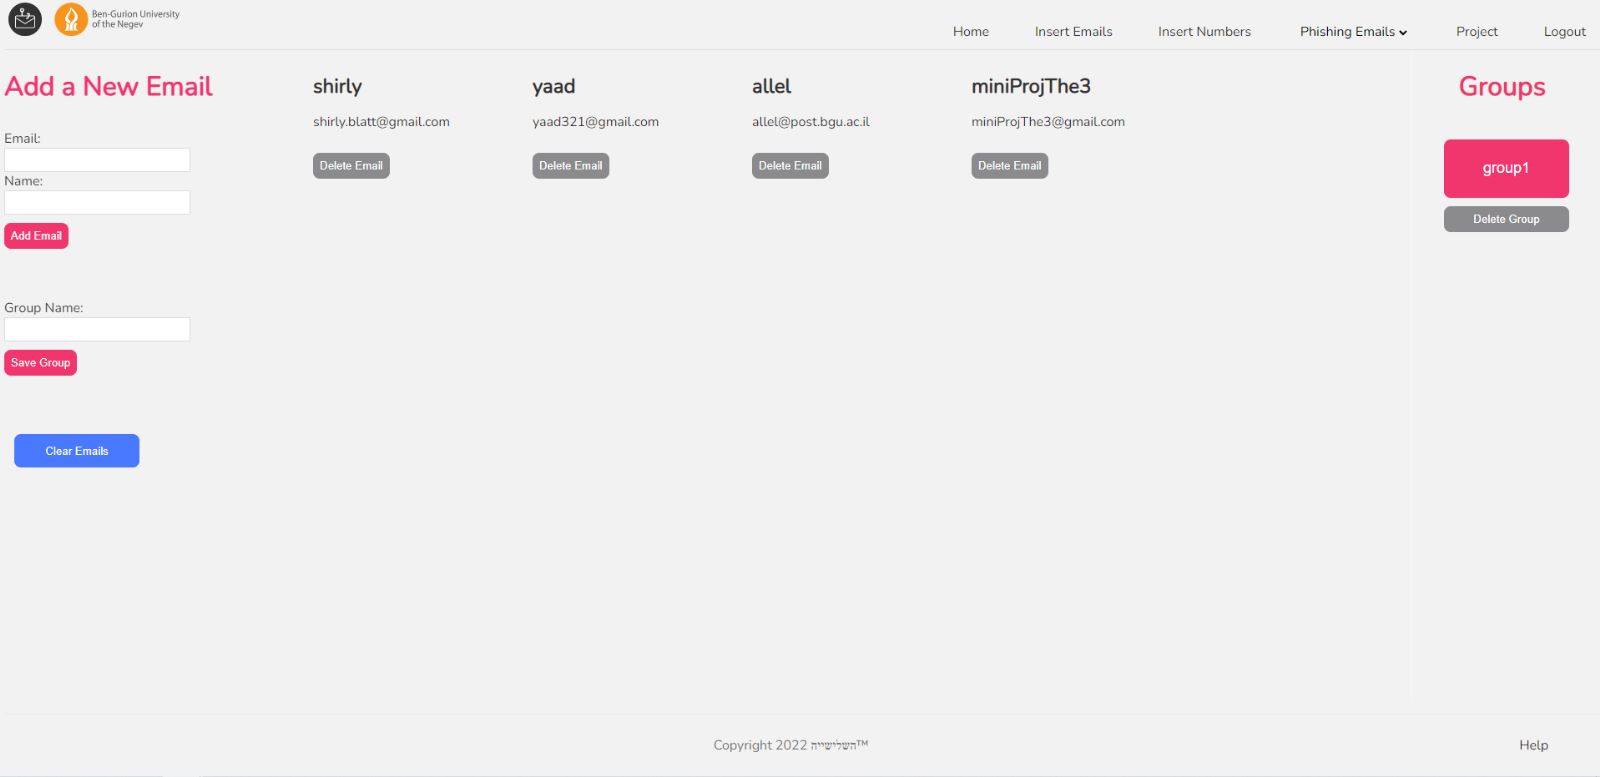 Ben-Gurion University
of the Negev
Home Insert Emails Insert Numbers Phishing Emails Project Logout
Add a New Email
Email:
Name:
Add Email
Group Name:
Save Group
Clear Emails
shirly
shirly.blatt@gmail.com
Delete Email
yaad
yaad321@gmail.com
Delete Email
allel
allel@post.bgu.ac.il
Delete Email
miniProjThe3
miniProjThe3@gmail.com
Delete Email
Groups
group1
Delete Group
Copyright 2022 השלישייה™
Help